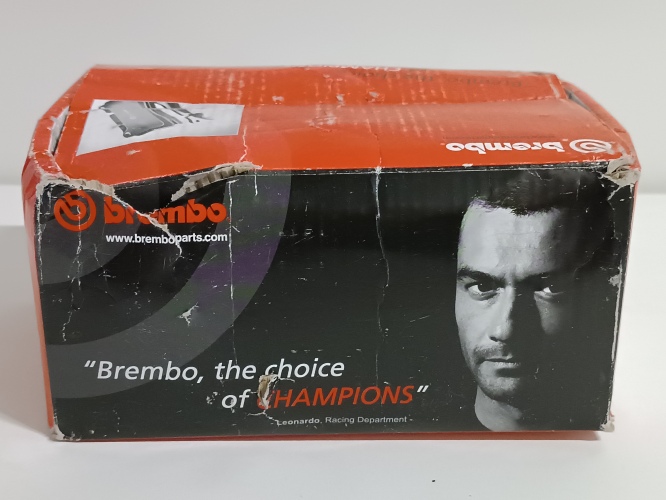 brembo
brembo
www.bremboparts.com
“Brembo, the choice
of CHAMPIONS”
- Leonardo, Racing Department -